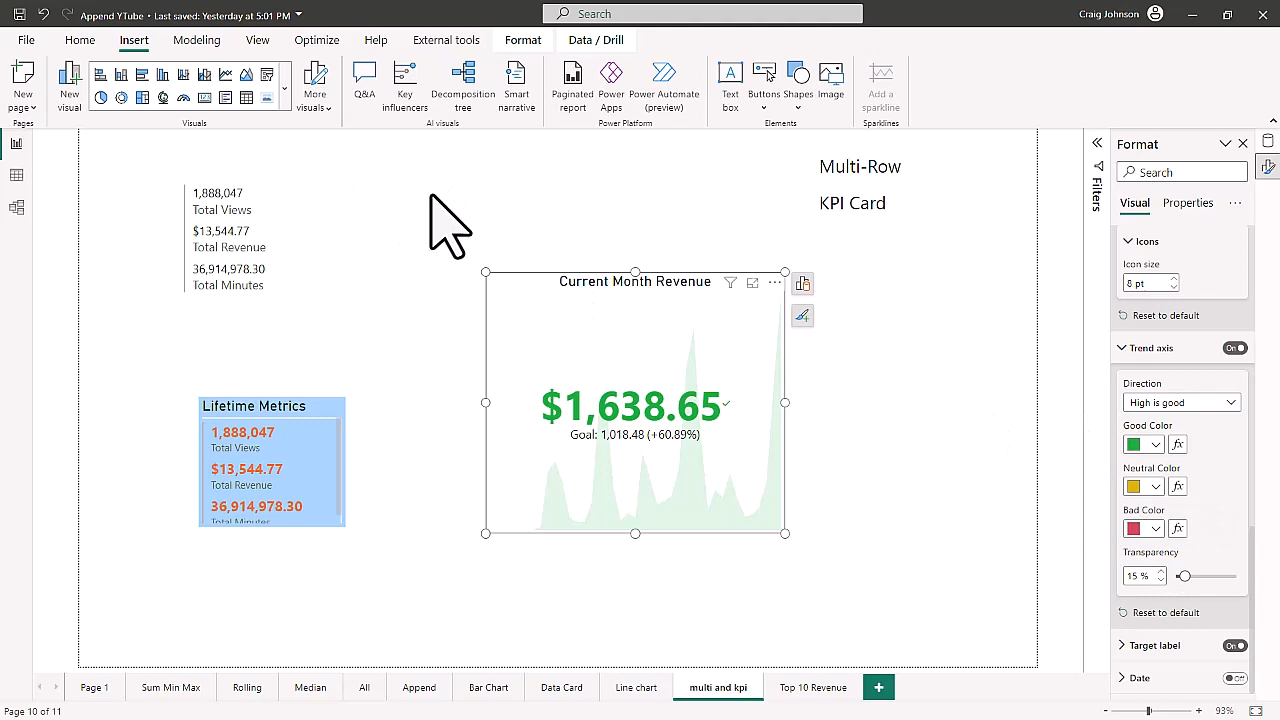 Append YTube • Last saved: Yesterday at 5:01 PM
Search
Craig Johnson
File
Home
Insert
Modeling
View
Optimize
Help
External tools
Format
Data / Drill
New page
New visual
More visuals
Q&A
Key influencers
Decomposition tree
Smart narrative
Paginated report
Power Apps
Power Automate (preview)
Text box
Buttons
Shapes
Image
Add a sparkline
Pages
Visuals
AI visuals
Power Platform
Elements
Sparklines
1,888,047
Total Views
$13,544.77
Total Revenue
36,914,978.30
Total Minutes
Multi-Row
KPI Card
Current Month Revenue
$1,638.65
Goal: 1,018.48 (+60.89%)
Lifetime Metrics
1,888,047
Total Views
$13,544.77
Total Revenue
36,914,978.30
Total Minutes
Filters
Format
Search
Visual
Properties
Icons
Icon size
8 pt
Reset to default
Trend axis
On
Direction
High is good
Good Color
fx
Neutral Color
fx
Bad Color
fx
Transparency
15 %
Reset to default
Target label
On
Date
Off
Page 1
Sum Min Max
Rolling
Median
All
Append
Bar Chart
Data Card
Line chart
multi and kpi
Top 10 Revenue
Page 10 of 11
93%